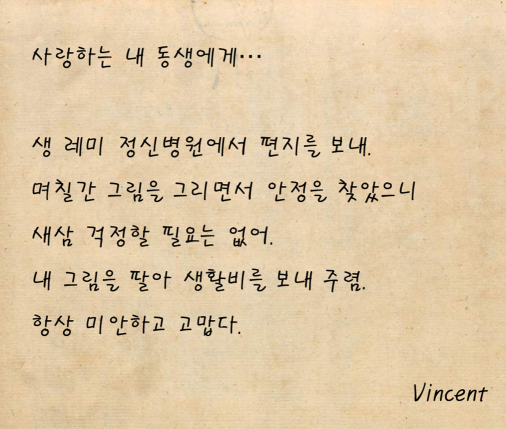 사랑하는 내 동생에게...
생 레미 정신병원에서 편지를 보내.
며칠간 그림을 그리면서 안정을 찾았으니
새삼 걱정할 필요는 없어.
내 그림을 팔아 생활비를 보내 주렴.
항상 미안하고 고맙다.
Vincent